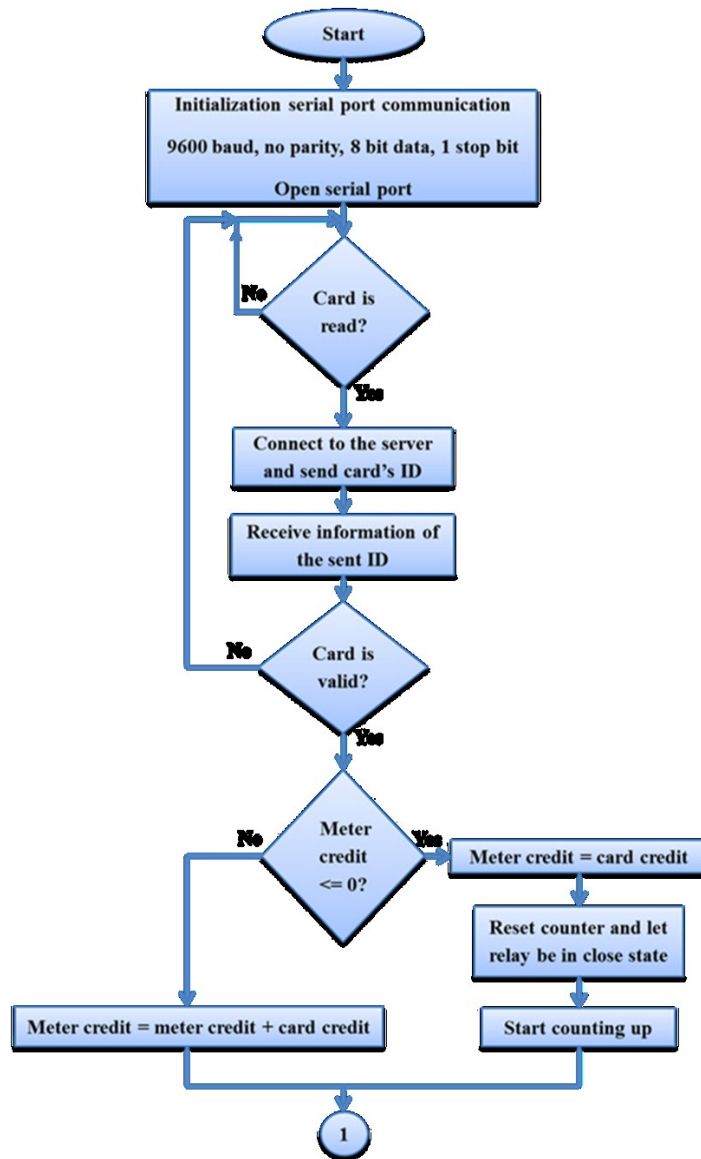 Start
Initialization serial port communication
9600 baud, no parity, 8 bit data, 1 stop bit
Open serial port
No
Card is
read?
Yes
Connect to the server
and send card's ID
Receive information of
the sent ID
No
Card is
valid?
Yes
No
Meter
credit
<= 0?
Yes
Meter credit = card credit
Reset counter and let
relay be in close state
Meter credit = meter credit + card credit
Start counting up
1